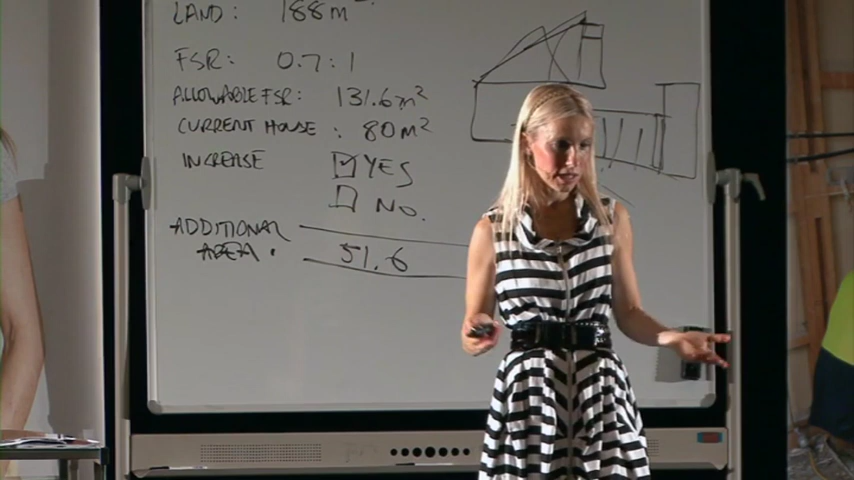 LAND: 188m²
FSR: 0.7:1
ALLOWABLE FSR: 131.6m²
CURRENT HOUSE : 80m²
INCREASE ☑ YES
☐ NO.
ADDITIONAL
AREA. 51.6